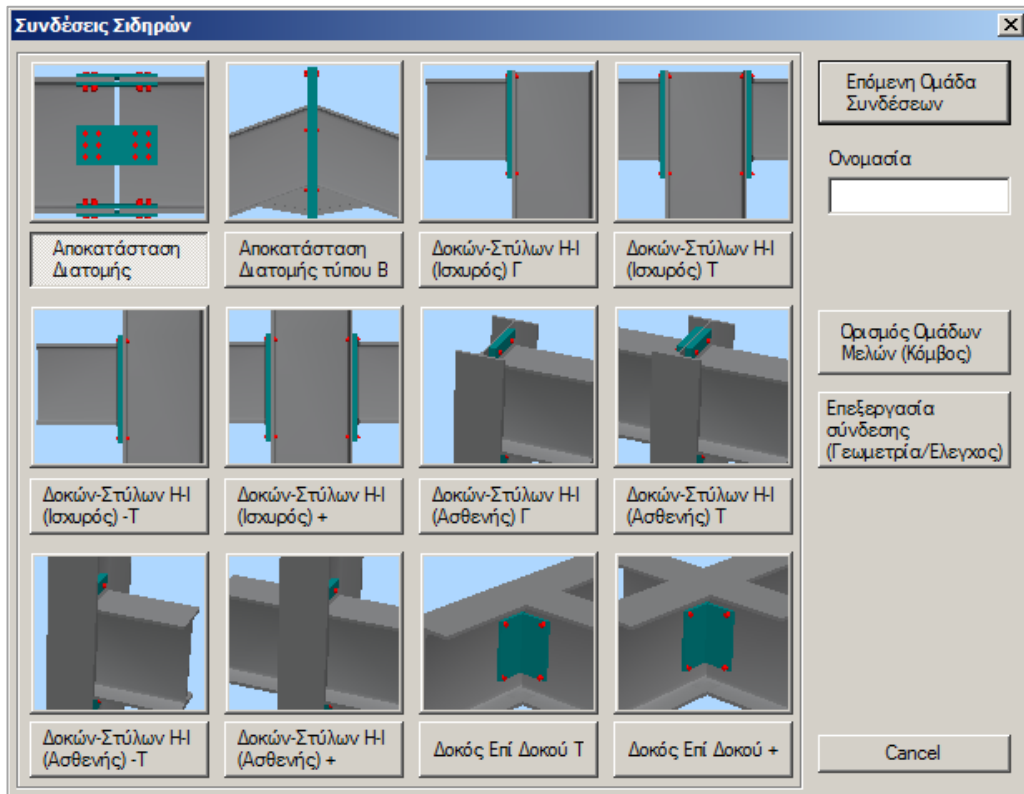 Συνδέσεις Σιδηρών
Αποκατάσταση
Διατομής
Αποκατάσταση
Διατομής τύπου Β
Δοκών-Στύλων Η-Ι
(Ισχυρός) Γ
Δοκών-Στύλων Η-Ι
(Ισχυρός) Τ
Δοκών-Στύλων Η-Ι
(Ισχυρός) -Τ
Δοκών-Στύλων Η-Ι
(Ισχυρός) +
Δοκών-Στύλων Η-Ι
(Ασθενής) Γ
Δοκών-Στύλων Η-Ι
(Ασθενής) Τ
Δοκών-Στύλων Η-Ι
(Ασθενής) -Τ
Δοκών-Στύλων Η-Ι
(Ασθενής) +
Δοκός Επί Δοκού Τ
Δοκός Επί Δοκού +
Επόμενη Ομάδα
Συνδέσεων
Ονομασία
Ορισμός Ομάδων
Μελών (Κόμβος)
Επεξεργασία
σύνδεσης
(Γεωμετρία/Ελεγχος)
Cancel